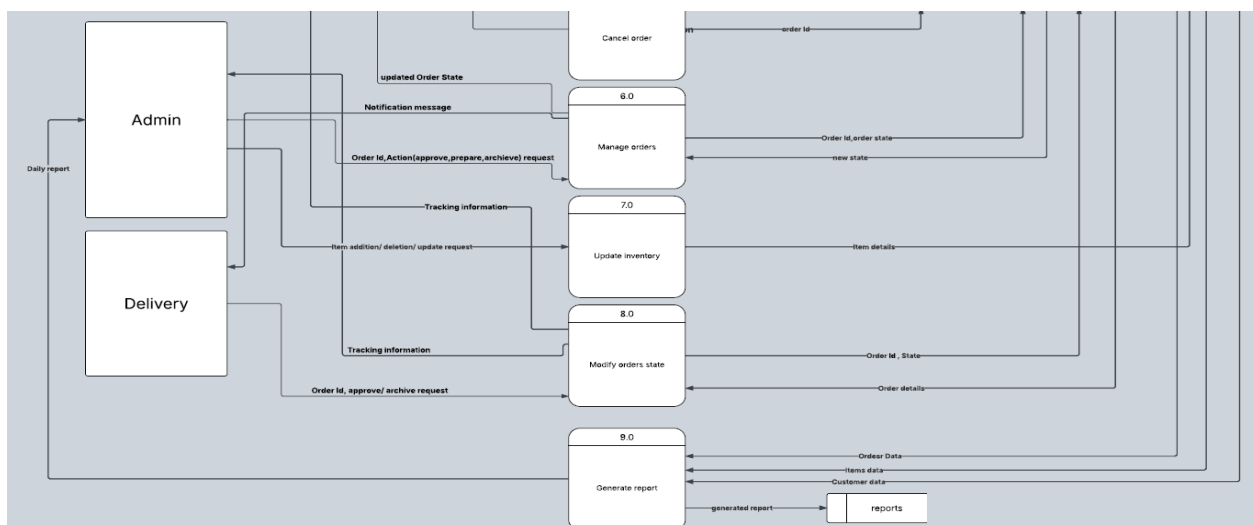 Cancel order
on
order Id
updated Order State
6.0
Notification message
Admin
Order Id,order state
Manage orders
Order Id,Action(approve,prepare,archieve) request
new state
Daily report
7.0
Tracking information
Item addition/ deletion/ update request
Item details
Update inventory
Delivery
8.0
Tracking information
Order Id , State
Modify orders state
Order Id, approve/ archive request
Order details
9.0
Ordesr Data
Items data
Customer data
Generate report
generated report
reports